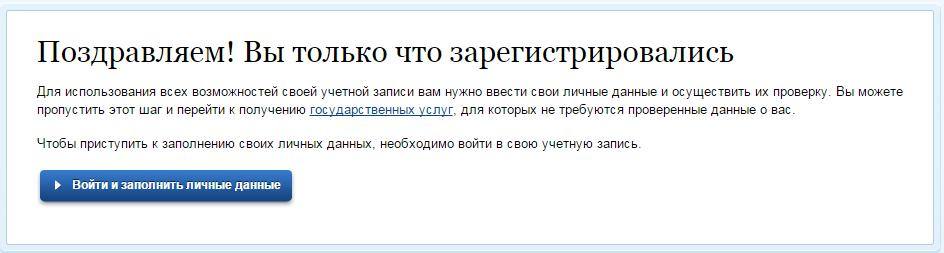 Поздравляем! Вы только что зарегистрировались
Для использования всех возможностей своей учетной записи вам нужно ввести свои личные данные и осуществить их проверку. Вы можете
пропустить этот шаг и перейти к получению государственных услуг, для которых не требуются проверенные данные о вас.
Чтобы приступить к заполнению своих личных данных, необходимо войти в свою учетную запись.
Войти и заполнить личные данные